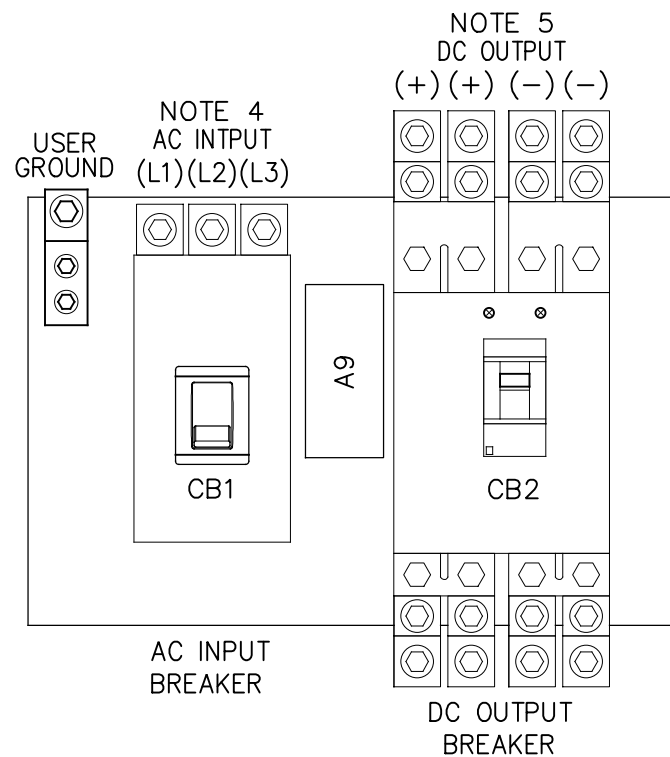 NOTE 5
DC OUTPUT
(+) (+) (-) (-)
NOTE 4
AC INTPUT
(L1)(L2)(L3)
USER
GROUND
A9
CB1
CB2
AC INPUT
BREAKER
DC OUTPUT
BREAKER